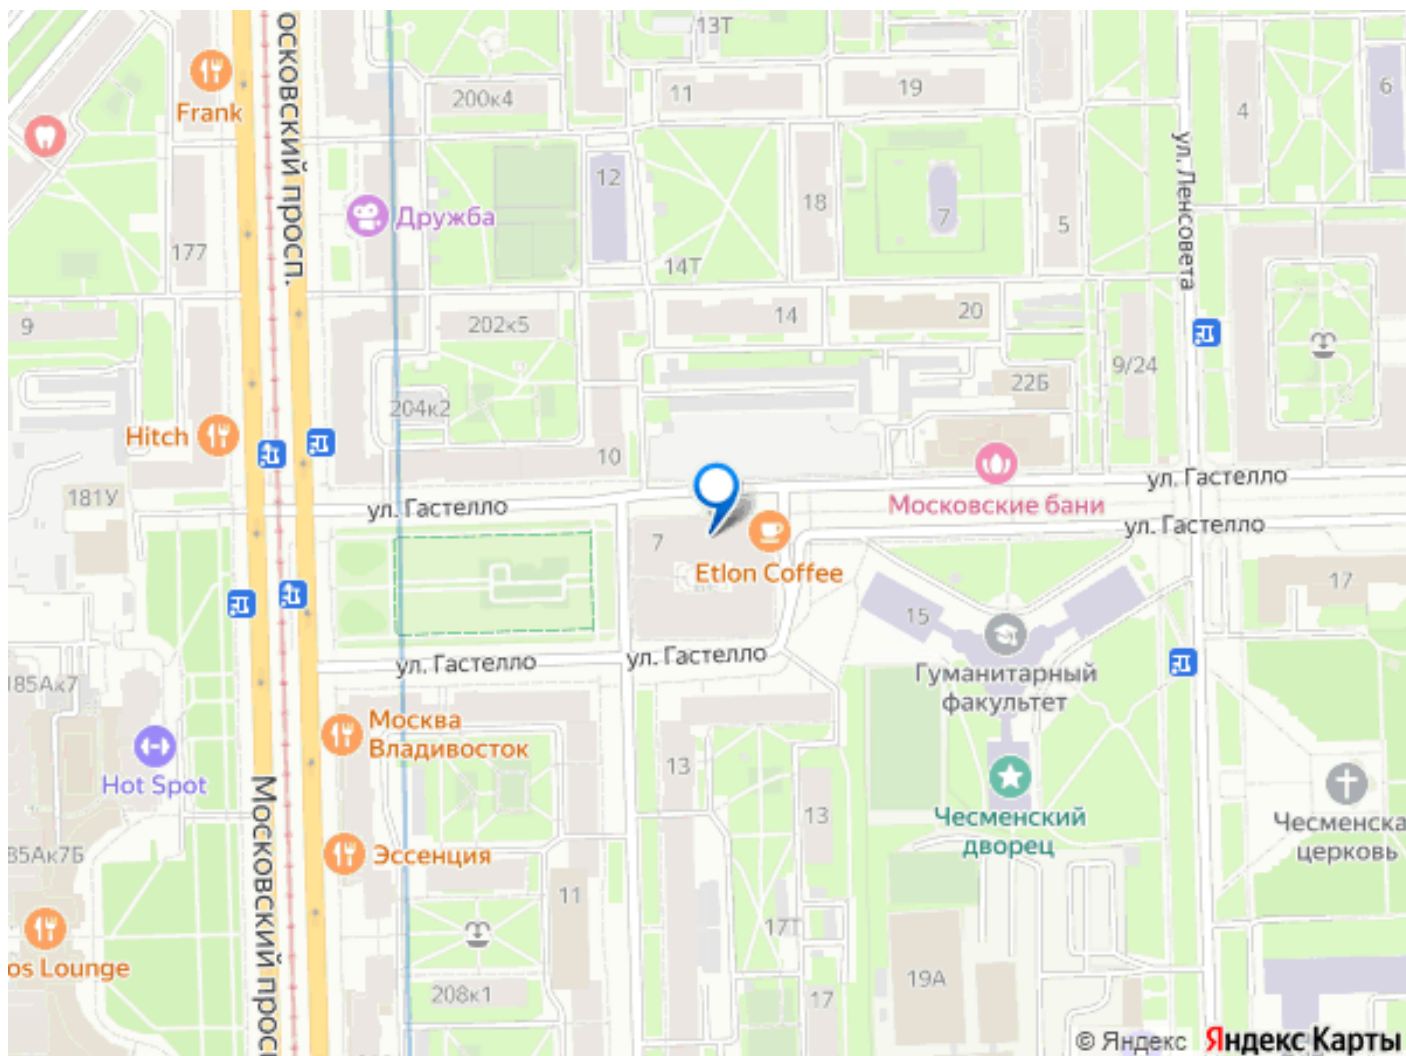 13Т
осковский просп.
Frank
200к4
11
19
4
6
ул. Ленсовета
12
18
7
5
Дружба
177
14Т
9
202к5
14
20
9/24
22Б
204к2
Hitch
10
181У
ул. Гастелло
Московские бани
ул. Гастелло
ул. Гастелло
7
Etlon Coffee
15
17
ул. Гастелло
ул. Гастелло
Гуманитарный
факультет
185Ак7
Москва
Владивосток
Hot Spot
13
Московский просп
13
Чесменский
дворец
Чесменска
церковь
85Ак7Б
Эссенция
11
17Т
os Lounge
208к1
17
19А
© Яндекс Яндекс Карты